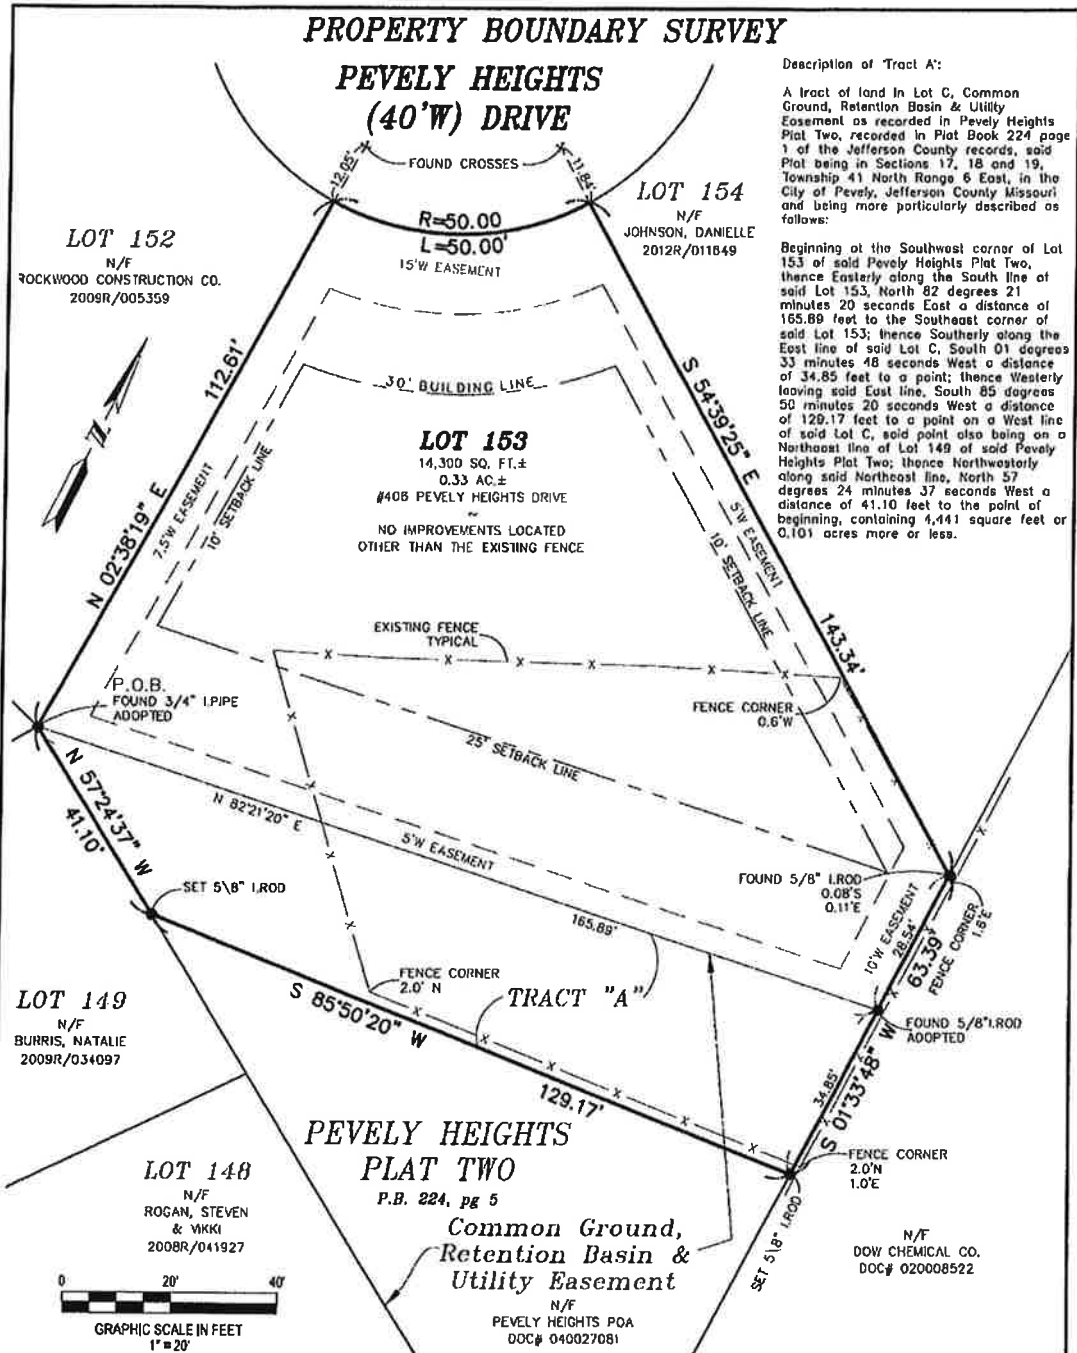 PROPERTY BOUNDARY SURVEY
PEVELY HEIGHTS
(40'W) DRIVE
Description of 'Tract A':
A tract of land in Lot C, Common
Ground, Retention Basin & Utility
Easement as recorded in Pevely Heights
Plat Two, recorded in Plat Book 224 page
1 of the Jefferson County records, said
Plat being in Sections 17, 18 and 19,
Township 41 North Range 6 East, in the
City of Pevely, Jefferson County Missouri
and being more particularly described as
follows:
Beginning at the Southwest corner of Lot
153 of said Pevely Heights Plat Two,
thence Easterly along the South line of
said Lot 153, North 82 degrees 21
minutes 20 seconds East a distance of
165.89 feet to the Southeast corner of
said Lot 153; thence Southerly along the
East line of said Lot C, South 01 degrees
33 minutes 48 seconds West a distance
of 34.85 feet to a point; thence Westerly
leaving said East line, South 85 degrees
50 minutes 20 seconds West a distance
of 129.17 feet to a point on a West line
of said Lot C, said point also being on a
Northeast line of Lot 149 of said Pevely
Heights Plat Two; thence Northwesterly
along said Northeast line, North 57
degrees 24 minutes 37 seconds West a
distance of 41.10 feet to the point of
beginning, containing 4,441 square feet or
0.101 acres more or less.
FOUND CROSSES
12.05'
11.84'
R=50.00
L=50.00'
15'W EASEMENT
LOT 154
N/F
JOHNSON, DANIELLE
2012R/011849
LOT 152
N/F
ROCKWOOD CONSTRUCTION CO.
2009R/005359
N
112.61'
N 02°38'19" E
7.5'W EASEMENT
10' SETBACK LINE
30' BUILDING LINE
LOT 153
14,300 SQ. FT.±
0.33 AC.±
#406 PEVELY HEIGHTS DRIVE
~
NO IMPROVEMENTS LOCATED
OTHER THAN THE EXISTING FENCE
S 54°39'25" E
5'W EASEMENT
10' SETBACK LINE
143.34'
EXISTING FENCE
TYPICAL
FENCE CORNER
0.6'W
P.O.B.
FOUND 3/4" I.PIPE
ADOPTED
25' SETBACK LINE
N 57°24'37" W
41.10'
N 82°21'20" E
5'W EASEMENT
165.89'
SET 5\8" I.ROD
FOUND 5/8" I.ROD
0.08'S
0.11'E
10'W EASEMENT
28.54'
63.39'
FENCE CORNER
1.6'E
FENCE CORNER
2.0' N
TRACT "A"
FOUND 5/8"I.ROD
ADOPTED
LOT 149
N/F
BURRIS, NATALIE
2009R/034097
S 85°50'20" W
129.17'
34.85'
S 01°33'48" W
FENCE CORNER
2.0'N
1.0'E
SET 5\8" I.ROD
PEVELY HEIGHTS
PLAT TWO
P.B. 224, pg 5
LOT 148
N/F
ROGAN, STEVEN
& VIKKI
2008R/041927
Common Ground,
Retention Basin &
Utility Easement
N/F
PEVELY HEIGHTS POA
DOC# 040027081
N/F
DOW CHEMICAL CO.
DOC# 020008522
0 20' 40'
GRAPHIC SCALE IN FEET
1"=20'